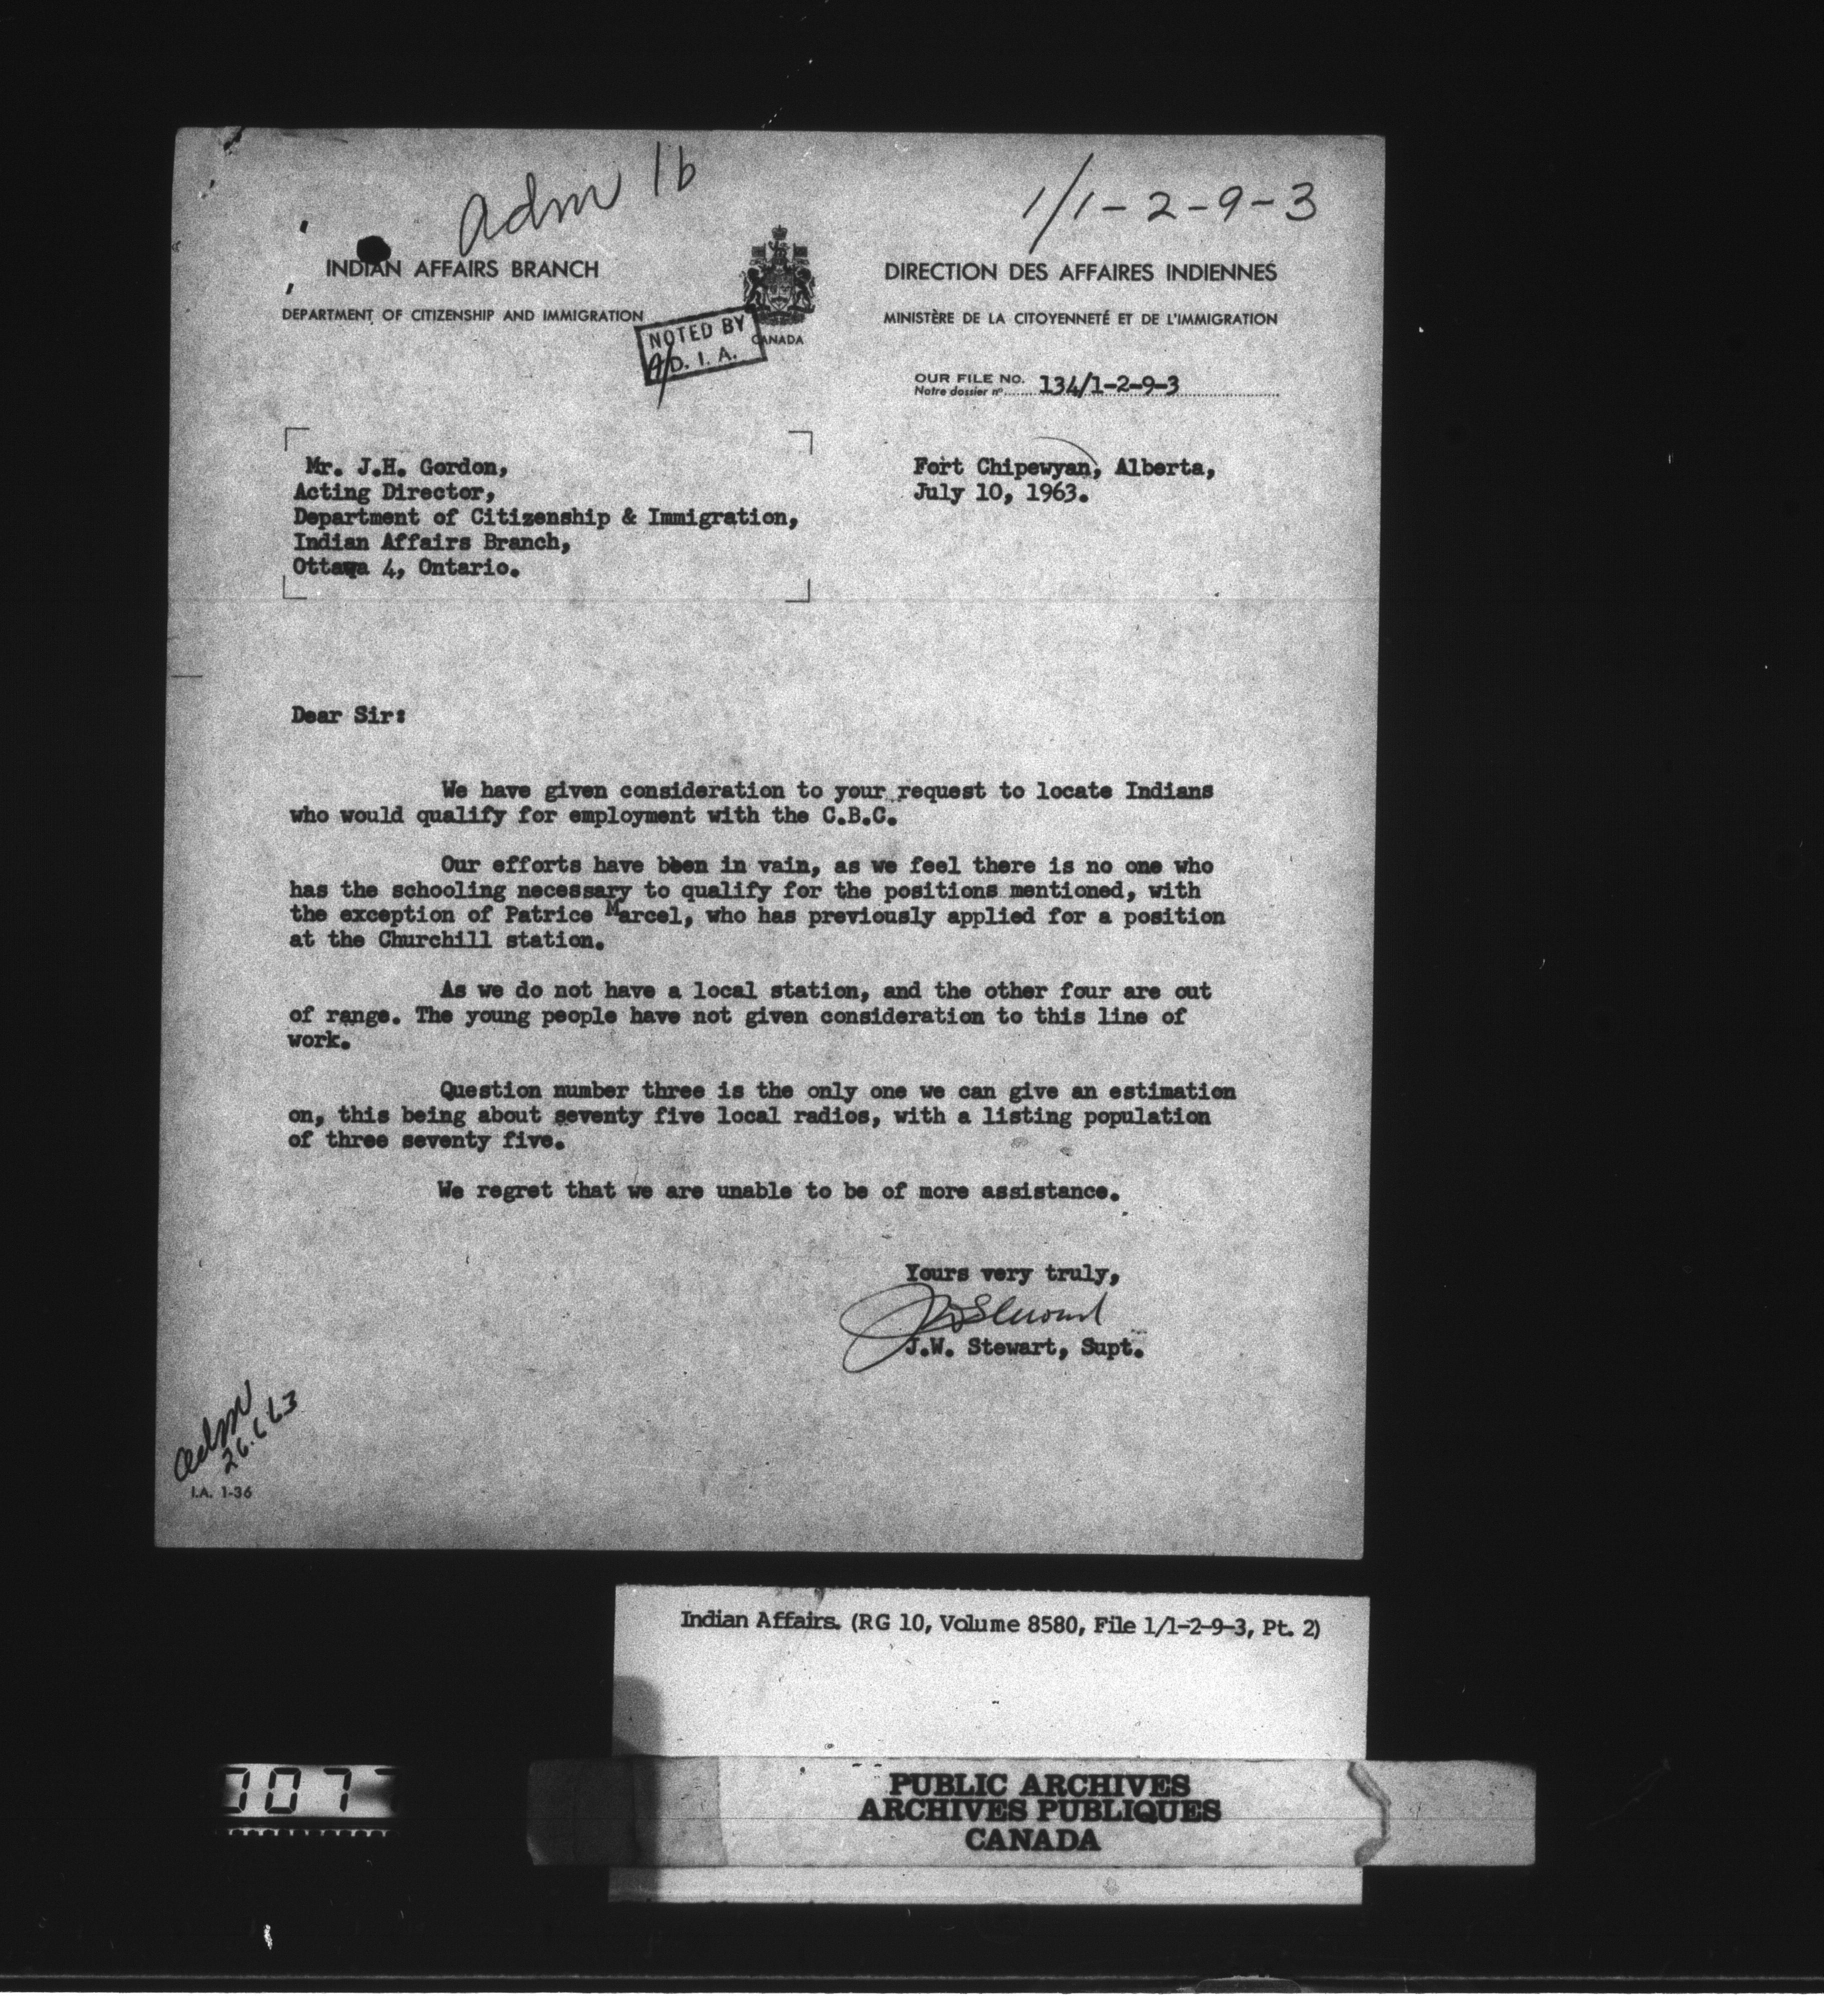 adm 1b
1/1-2-9-3
INDIAN AFFAIRS BRANCH
DEPARTMENT OF CITIZENSHIP AND IMMIGRATION
DIRECTION DES AFFAIRES INDIENNES
MINISTÈRE DE LA CITOYENNETÉ ET DE L'IMMIGRATION
CANADA
NOTED BY
A/D. I. A.
OUR FILE NO. 134/1-2-9-3
Notre dossier nº
Mr. J.H. Gordon,
Acting Director,
Department of Citizenship & Immigration,
Indian Affairs Branch,
Ottawa 4, Ontario.
Fort Chipewyan, Alberta,
July 10, 1963.
Dear Sir:
We have given consideration to your request to locate Indians
who would qualify for employment with the C.B.C.
Our efforts have been in vain, as we feel there is no one who
has the schooling necessary to qualify for the positions mentioned, with
the exception of Patrice Marcel, who has previously applied for a position
at the Churchill station.
As we do not have a local station, and the other four are out
of range. The young people have not given consideration to this line of
work.
Question number three is the only one we can give an estimation
on, this being about seventy five local radios, with a listing population
of three seventy five.
We regret that we are unable to be of more assistance.
Yours very truly,
J.W. Stewart, Supt.
adm
I.A. 1-36
Indian Affairs. (RG 10, Volume 8580, File 1/1-2-9-3, Pt. 2)
PUBLIC ARCHIVES
ARCHIVES PUBLIQUES
CANADA